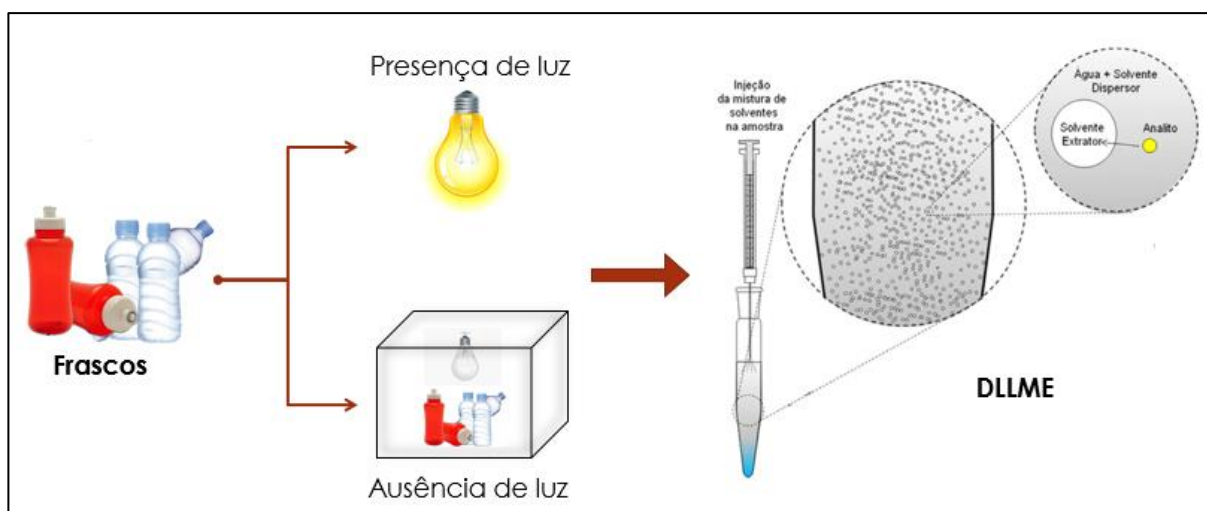 Presença de luz
Frascos
Ausência de luz
Injeção
da mistura de
solventes
na amostra
Água + Solvente
Dispersor
Solvente
Extrator
Analito
DLLME